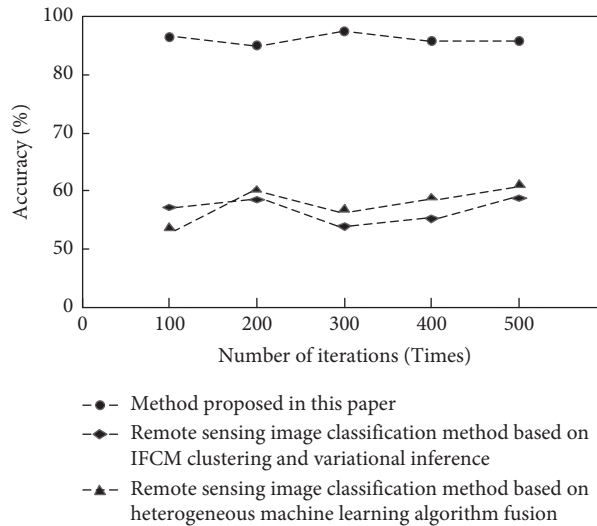 100
80
70
60
50
0
Accuracy (%)
0 100 200 300 400 500
Number of iterations (Times)
Method proposed in this paper
Remote sensing image classification method based on
IFCM clustering and variational inference
Remote sensing image classification method based on
heterogeneous machine learning algorithm fusion